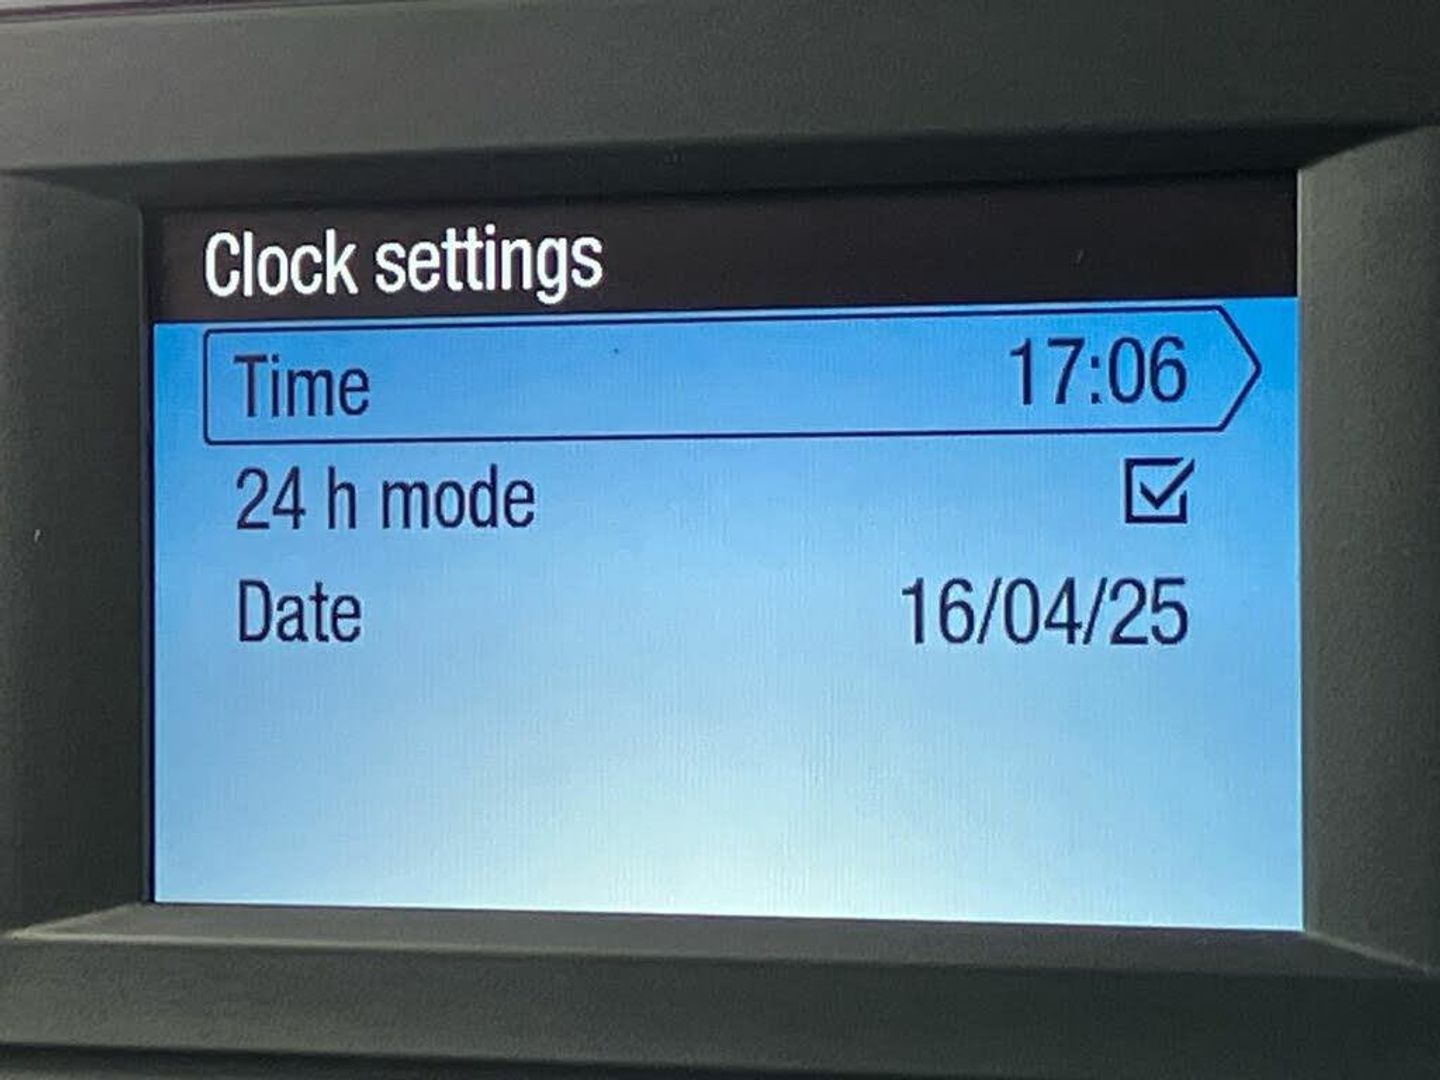 Clock settings
Time 17:06
24 h mode
Date 16/04/25